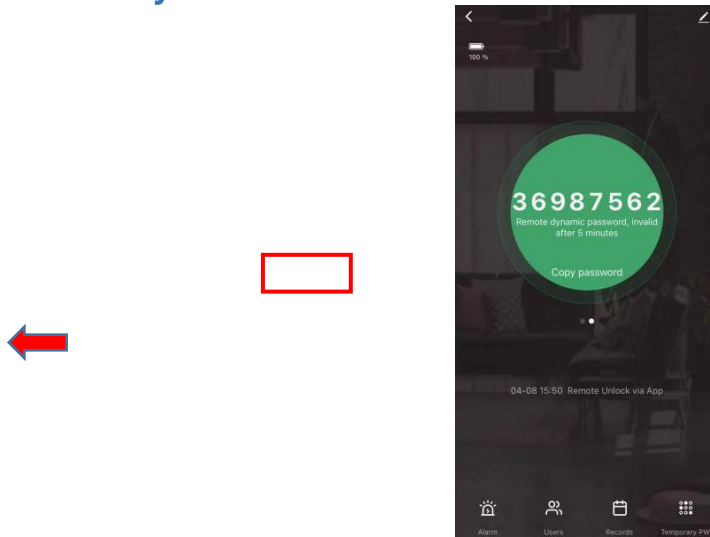 100 %
36987562
Remote dynamic password, invalid
after 5 minutes
Copy password
04-08 15:50 Remote Unlock via App
Alarm
Users
Records
Temporary PW